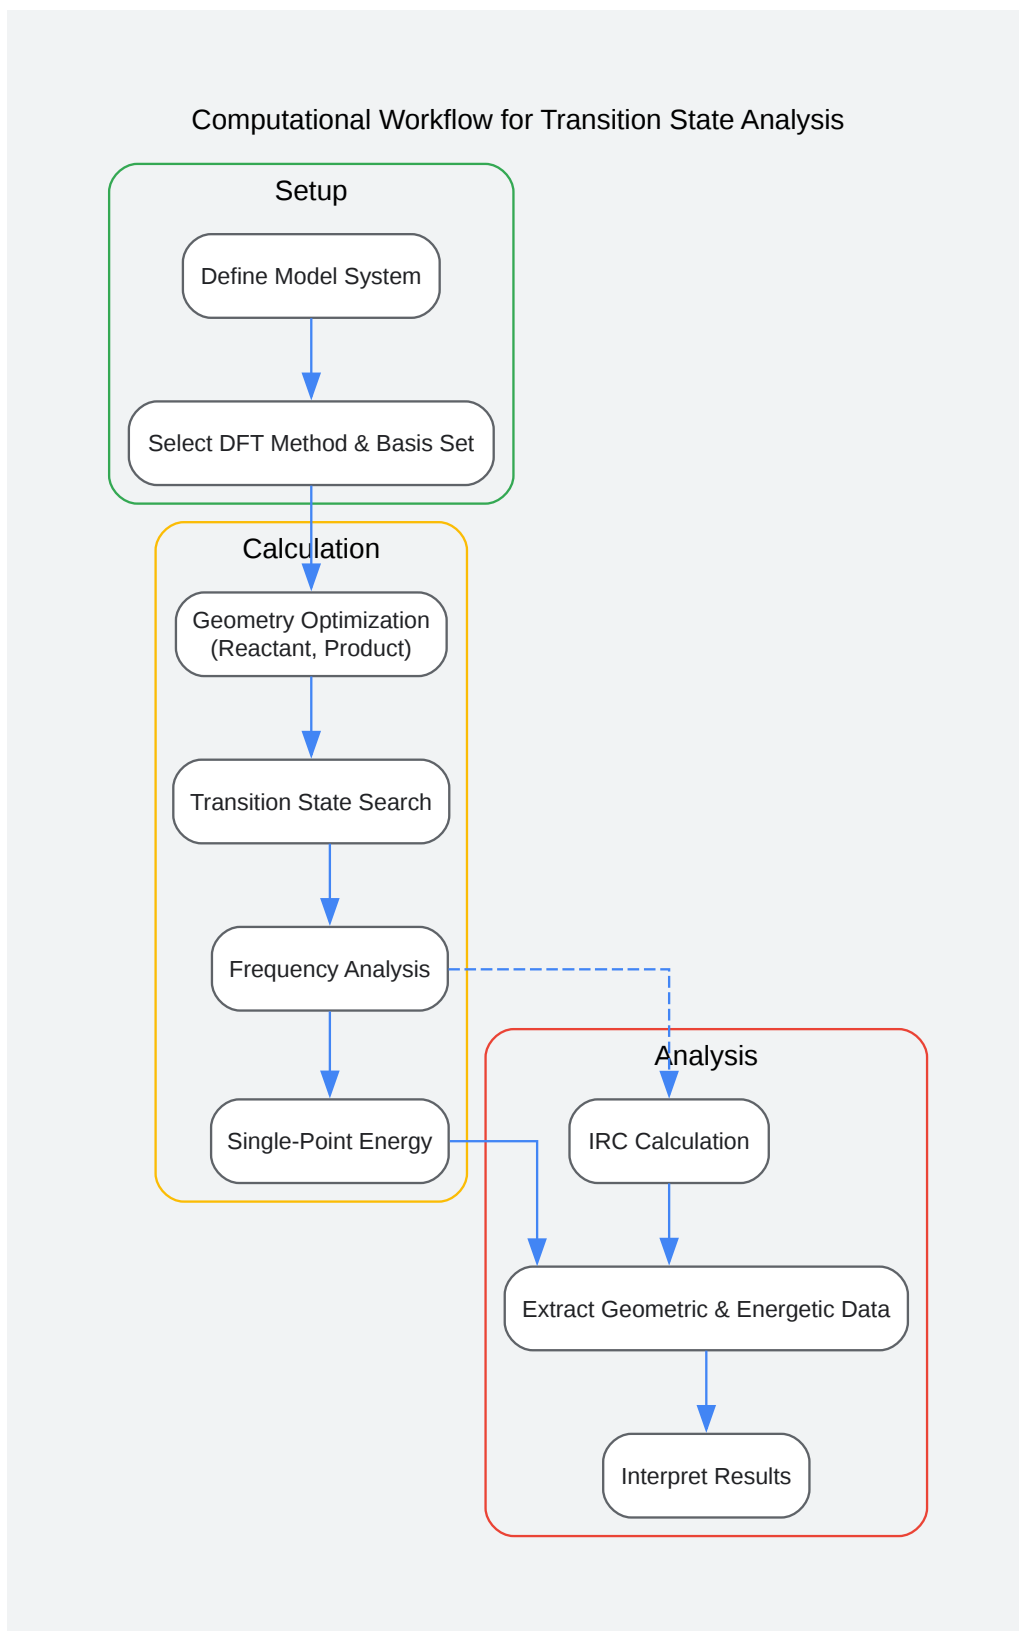 Computational Workflow for Transition State Analysis
Setup
Define Model System
Select DFT Method & Basis Set
Calculation
Geometry Optimization
(Reactant, Product)
Transition State Search
Frequency Analysis
Single-Point Energy
Analysis
IRC Calculation
Extract Geometric & Energetic Data
Interpret Results